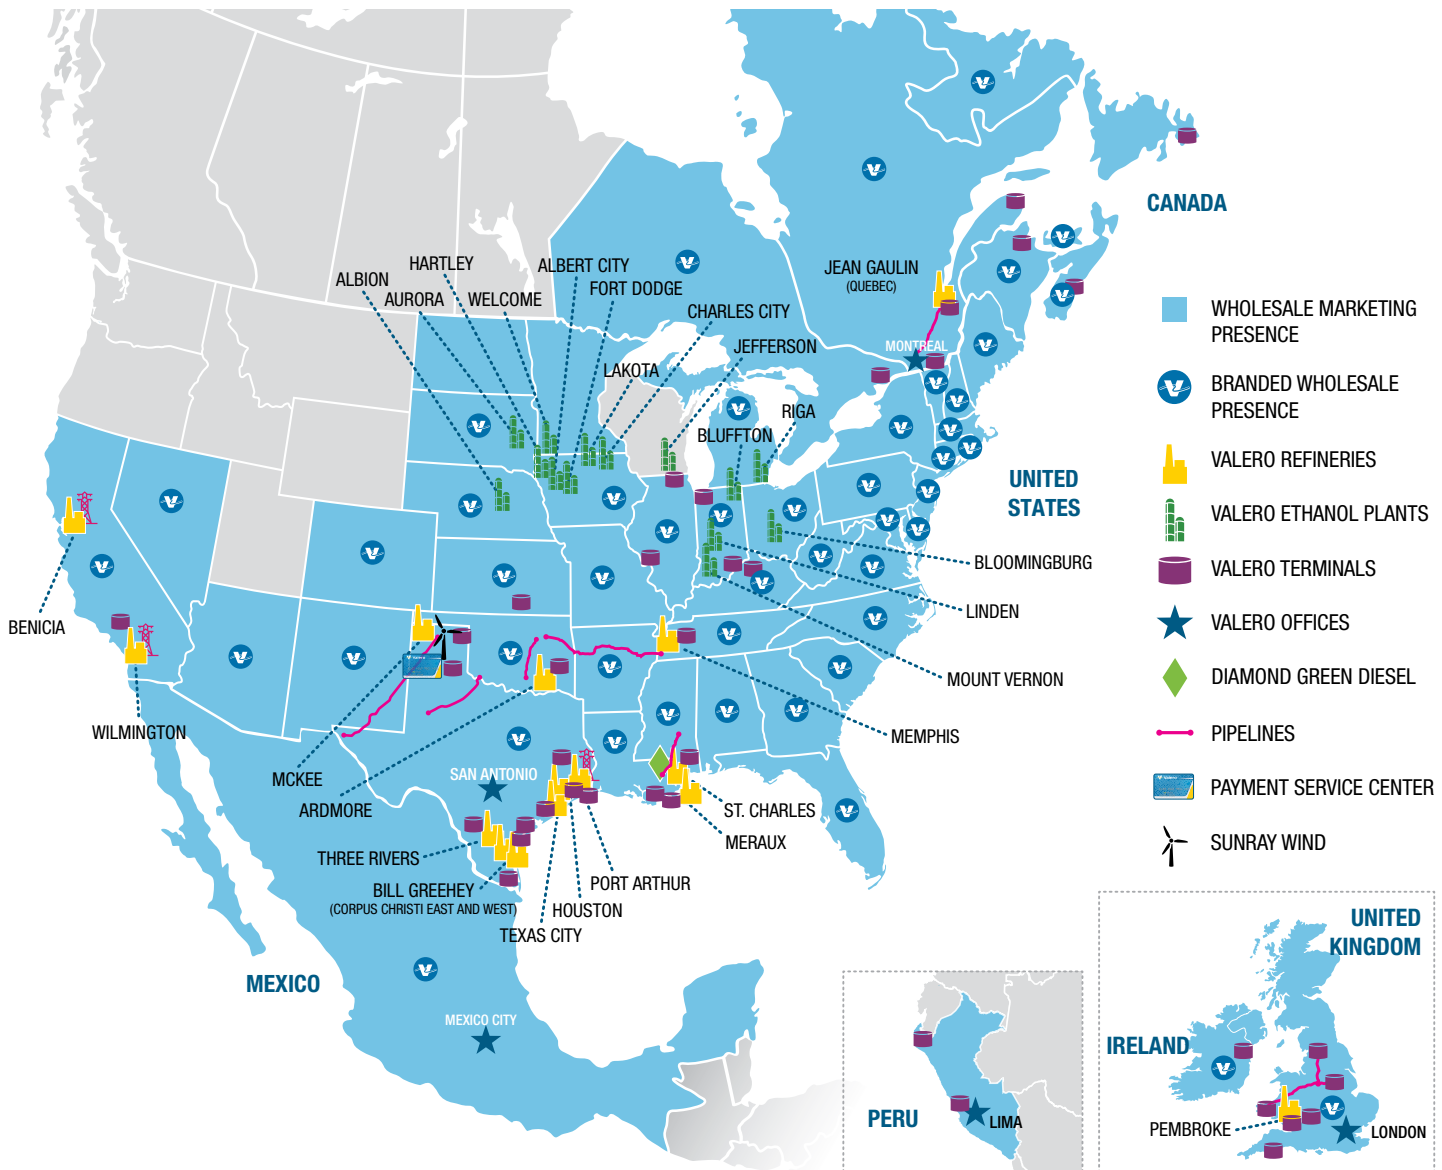 CANADA
HARTLEY
ALBERT CITY
ALBION
FORT DODGE
AURORA
WELCOME
CHARLES CITY
JEFFERSON
LAKOTA
RIGA
BLUFFTON
JEAN GAULIN
(QUEBEC)
MONTREAL
UNITED
STATES
BLOOMINGBURG
LINDEN
MOUNT VERNON
MEMPHIS
BENICIA
WILMINGTON
MCKEE
ARDMORE
SAN ANTONIO
THREE RIVERS
BILL GREEHEY
(CORPUS CHRISTI EAST AND WEST)
TEXAS CITY
HOUSTON
PORT ARTHUR
ST. CHARLES
MERAUX
MEXICO
MEXICO CITY
WHOLESALE MARKETING
PRESENCE
BRANDED WHOLESALE
PRESENCE
VALERO REFINERIES
VALERO ETHANOL PLANTS
VALERO TERMINALS
VALERO OFFICES
DIAMOND GREEN DIESEL
PIPELINES
PAYMENT SERVICE CENTER
SUNRAY WIND
PERU
LIMA
UNITED
KINGDOM
IRELAND
PEMBROKE
LONDON